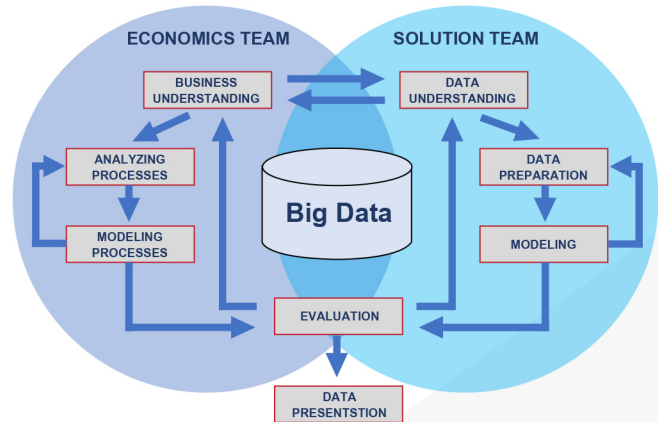 ECONOMICS TEAM
SOLUTION TEAM
BUSINESS
UNDERSTANDING
DATA
UNDERSTANDING
ANALYZING
PROCESSES
DATA
PREPARATION
Big Data
MODELING
PROCESSES
MODELING
EVALUATION
DATA
PRESENTSTION